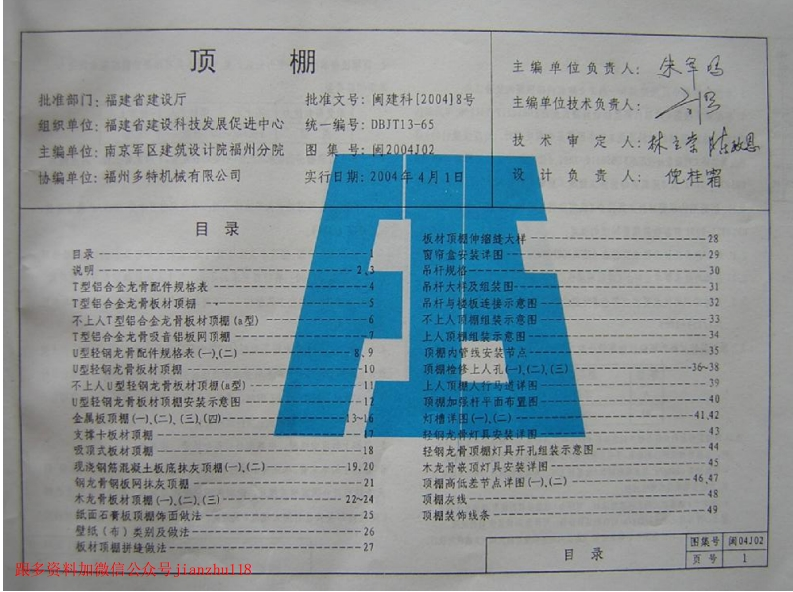 顶 棚
批准部门: 福建省建设厅 批准文号: 闽建科[2004]8号
组织单位: 福建省建设科技发展促进中心 统一编号: DBJT13-65
主编单位: 南京军区建筑设计院福州分院 图 集 号: 闽2004J02
协编单位: 福州多特机械有限公司 实行日期: 2004年4月1日
主编单位负责人:
主编单位技术负责人:
技 术 审 定 人:
设 计 负 责 人: 倪桂霜
目 录
目录 1
说明 2,3
T型铝合金龙骨配件规格表 4
T型铝合金龙骨板材顶棚 5
不上人T型铝合金龙骨板材顶棚(a型) 6
T型铝合金龙骨吸音铝板网顶棚 7
U型轻钢龙骨配件规格表(一)、(二) 8、9
U型轻钢龙骨板材顶棚 10
不上人U型轻钢龙骨板材顶棚(a型) 11
U型轻钢龙骨板材顶棚安装示意图 12
金属板顶棚(一)、(二)、(三)、(四) 13~16
支撑卡板材顶棚 17
吸顶式板材顶棚 18
现浇钢筋混凝土板底抹灰顶棚(一)、(二) 19,20
钢龙骨钢板网抹灰顶棚 21
木龙骨板材顶棚(一)、(二)、(三) 22~24
纸面石膏板顶棚饰面做法 25
壁纸(布)类别及做法 26
板材顶棚拼缝做法 27
板材顶棚伸缩缝大样 28
窗帘盒安装详图 29
吊杆规格 30
吊杆大样及组装图 31
吊杆与楼板连接示意图 32
不上人顶棚组装示意图 33
上人顶棚组装示意图 34
顶棚内管线安装节点 35
顶棚检修上人孔(一)、(二) 36~38
上人顶棚人行马道详图 39
顶棚加强杆平面布置图 40
灯槽详图(一)、(二) 41,42
轻钢龙骨灯具安装详图 43
轻钢龙骨顶棚灯具开孔组装示意图 44
木龙骨嵌顶灯具安装详图 45
顶棚高低差节点详图(一)、(二) 46,47
顶棚灰线 48
顶棚装饰线条 49
目 录 图集号 闽04J02
页 号 1
跟多资料加微信公众号jianzhu118